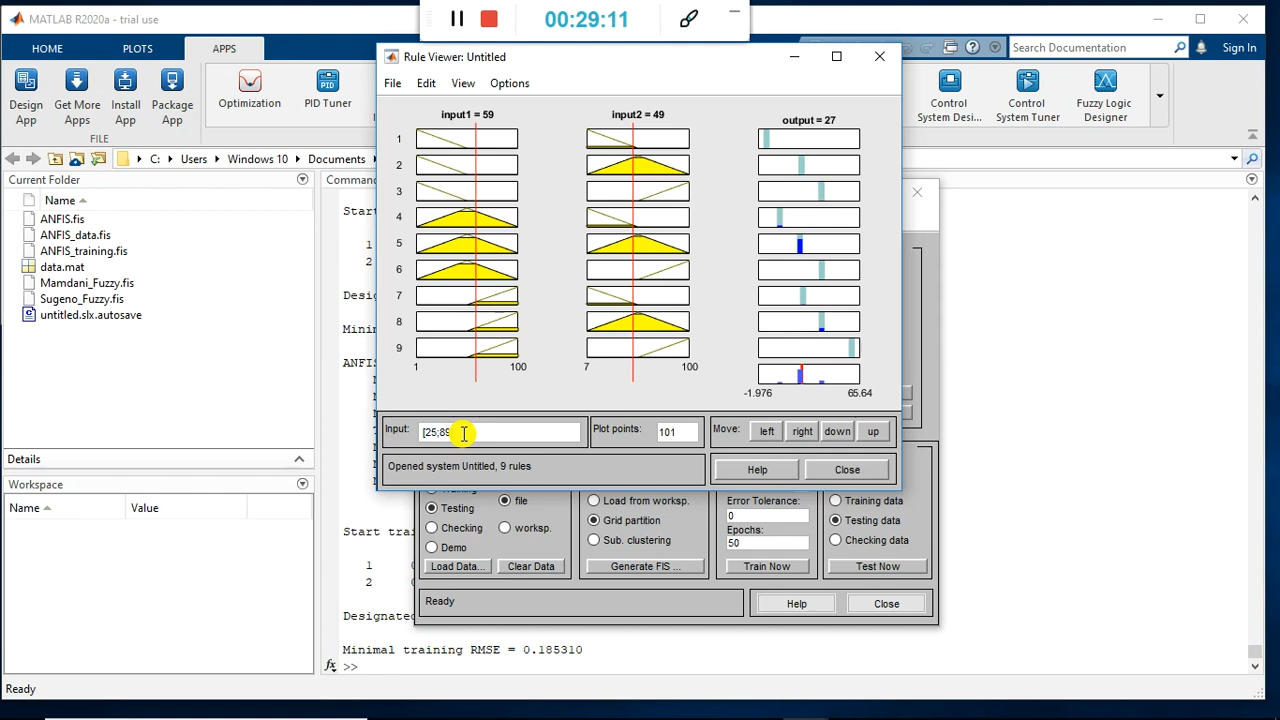 MATLAB R2020a - trial use
00:29:11
HOME
PLOTS
APPS
Search Documentation
Sign In
Design App
Get More Apps
Install App
Package App
FILE
Optimization
PID Tuner
Control System Desi...
Control System Tuner
Fuzzy Logic Designer
C: Users Windows 10 Documents
Current Folder
Name
ANFIS.fis
ANFIS_data.fis
ANFIS_training.fis
data.mat
Mamdani_Fuzzy.fis
Sugeno_Fuzzy.fis
untitled.slx.autosave
Details
Workspace
Name
Value
Ready
Rule Viewer: Untitled
File Edit View Options
input1 = 59
input2 = 49
output = 27
1
2
3
4
5
6
7
8
9
1 100
7 100
-1.976 65.64
Input: [25;89
Plot points: 101
Move: left right down up
Opened system Untitled, 9 rules
Help
Close
Testing
Checking
Demo
file
worksp.
Load Data...
Clear Data
Load from worksp.
Grid partition
Sub. clustering
Generate FIS ...
Error Tolerance:
0
Epochs:
50
Train Now
Training data
Testing data
Checking data
Test Now
Ready
Help
Close
Start trai
1 0
2 0
Designated
Minimal training RMSE = 0.185310
fx >>